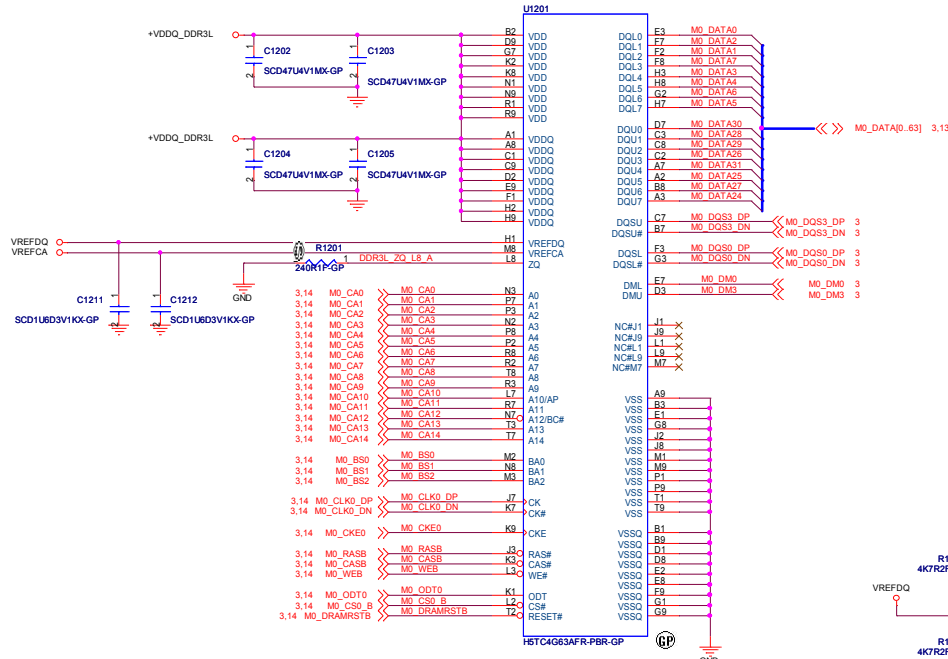 U1201
+VDDQ_DDR3L
C1202
SCD47U4V1MX-GP
C1203
SCD47U4V1MX-GP
1 2 1 2
B2 VDD
D9 VDD
G7 VDD
K2 VDD
K8 VDD
N1 VDD
N9 VDD
R1 VDD
R9 VDD
+VDDQ_DDR3L
C1204
SCD47U4V1MX-GP
C1205
SCD47U4V1MX-GP
1 2 1 2
A1 VDDQ
A8 VDDQ
C1 VDDQ
C9 VDDQ
D2 VDDQ
E9 VDDQ
F1 VDDQ
H2 VDDQ
H9 VDDQ
VREFDQ
VREFCA
H1 VREFDQ
M8 VREFCA
R1201
240R1F-GP
1 DDR3L_ZQ_L8_A L8 ZQ
GND
C1211
SCD1U6D3V1KX-GP
C1212
SCD1U6D3V1KX-GP
1 2 1 2
3,14 M0_CA0 M0_CA0 N3 A0
3,14 M0_CA1 M0_CA1 P7 A1
3,14 M0_CA2 M0_CA2 P3 A2
3,14 M0_CA3 M0_CA3 N2 A3
3,14 M0_CA4 M0_CA4 P8 A4
3,14 M0_CA5 M0_CA5 P2 A5
3,14 M0_CA6 M0_CA6 R8 A6
3,14 M0_CA7 M0_CA7 R2 A7
3,14 M0_CA8 M0_CA8 T8 A8
3,14 M0_CA9 M0_CA9 R3 A9
3,14 M0_CA10 M0_CA10 L7 A10/AP
3,14 M0_CA11 M0_CA11 R7 A11
3,14 M0_CA12 M0_CA12 N7 A12/BC#
3,14 M0_CA13 M0_CA13 T3 A13
3,14 M0_CA14 M0_CA14 T7 A14
3,14 M0_BS0 M0_BS0 M2 BA0
3,14 M0_BS1 M0_BS1 N8 BA1
3,14 M0_BS2 M0_BS2 M3 BA2
3,14 M0_CLK0_DP M0_CLK0_DP J7 CK
3,14 M0_CLK0_DN M0_CLK0_DN K7 CK#
3,14 M0_CKE0 M0_CKE0 K9 CKE
3,14 M0_RASB M0_RASB J3 RAS#
3,14 M0_CASB M0_CASB K3 CAS#
3,14 M0_WEB M0_WEB L3 WE#
3,14 M0_ODT0 M0_ODT0 K1 ODT
3,14 M0_CS0_B M0_CS0_B L2 CS#
3,14 M0_DRAMRSTB M0_DRAMRSTB T2 RESET#
H5TC4G63AFR-PBR-GP
GP
DQL0 E3 M0_DATA0
DQL1 F7 M0_DATA2
DQL2 F2 M0_DATA1
DQL3 F8 M0_DATA7
DQL4 H3 M0_DATA3
DQL5 H8 M0_DATA4
DQL6 G2 M0_DATA6
DQL7 H7 M0_DATA5
DQU0 D7 M0_DATA30
DQU1 C3 M0_DATA28
DQU2 C8 M0_DATA29
DQU3 C2 M0_DATA26
DQU4 A7 M0_DATA31
DQU5 A2 M0_DATA25
DQU6 B8 M0_DATA27
DQU7 A3 M0_DATA24
M0_DATA[0..63] 3,13
DQSU C7 M0_DQS3_DP M0_DQS3_DP 3
DQSU# B7 M0_DQS3_DN M0_DQS3_DN 3
DQSL F3 M0_DQS0_DP M0_DQS0_DP 3
DQSL# G3 M0_DQS0_DN M0_DQS0_DN 3
DML E7 M0_DM0 M0_DM0 3
DMU D3 M0_DM3 M0_DM3 3
NC#J1 J1
NC#J9 J9
NC#L1 L1
NC#L9 L9
NC#M7 M7
VSS A9
VSS B3
VSS E1
VSS G8
VSS J2
VSS J8
VSS M1
VSS M9
VSS P1
VSS P9
VSS T1
VSS T9
VSSQ B1
VSSQ B9
VSSQ D1
VSSQ D8
VSSQ E2
VSSQ E8
VSSQ F9
VSSQ G1
VSSQ G9
GND
R1
4K7R2F
VREFDQ
R1
4K7R2F